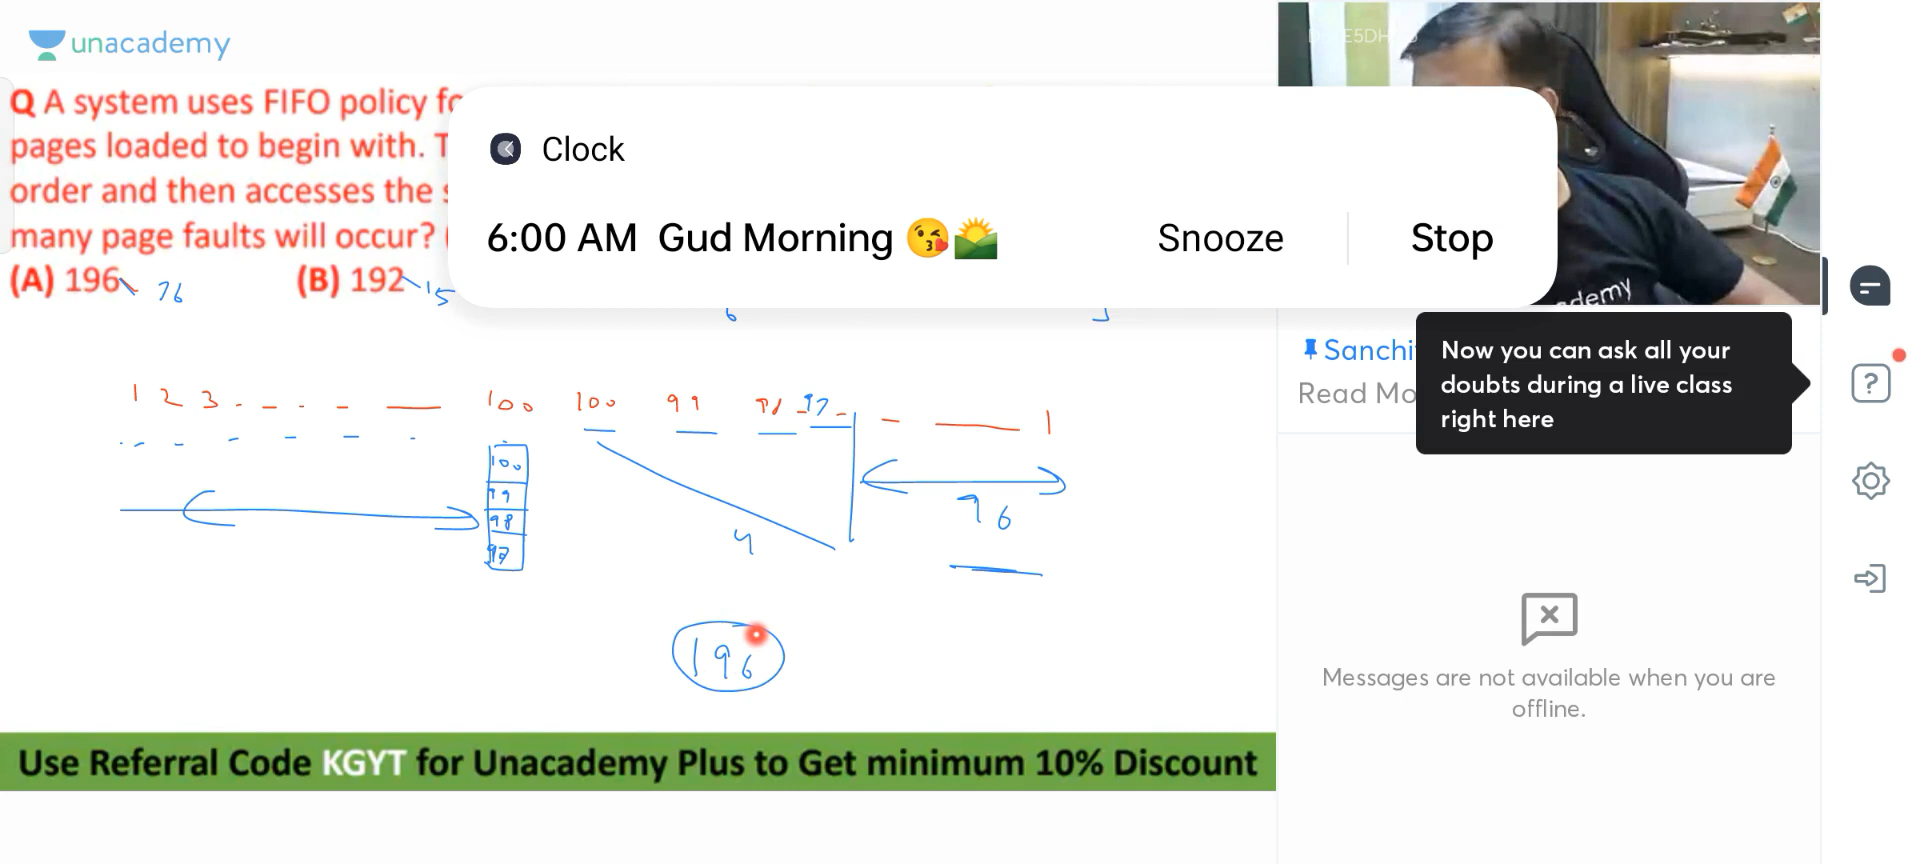 unacademy
Q A system uses FIFO policy fo
pages loaded to begin with. T
order and then accesses the s
many page faults will occur? (
(A) 196 76
(B) 192 15
6
Clock
6:00 AM Gud Morning 😘🌄
Snooze
Stop
demy
Sanchi
Read Mo
Now you can ask all your
doubts during a live class
right here
1 2 3 . - - - — 100 100 99 98 97 - - — 1
100
99
98
97
4
96
196
Use Referral Code KGYT for Unacademy Plus to Get minimum 10% Discount
Messages are not available when you are
offline.